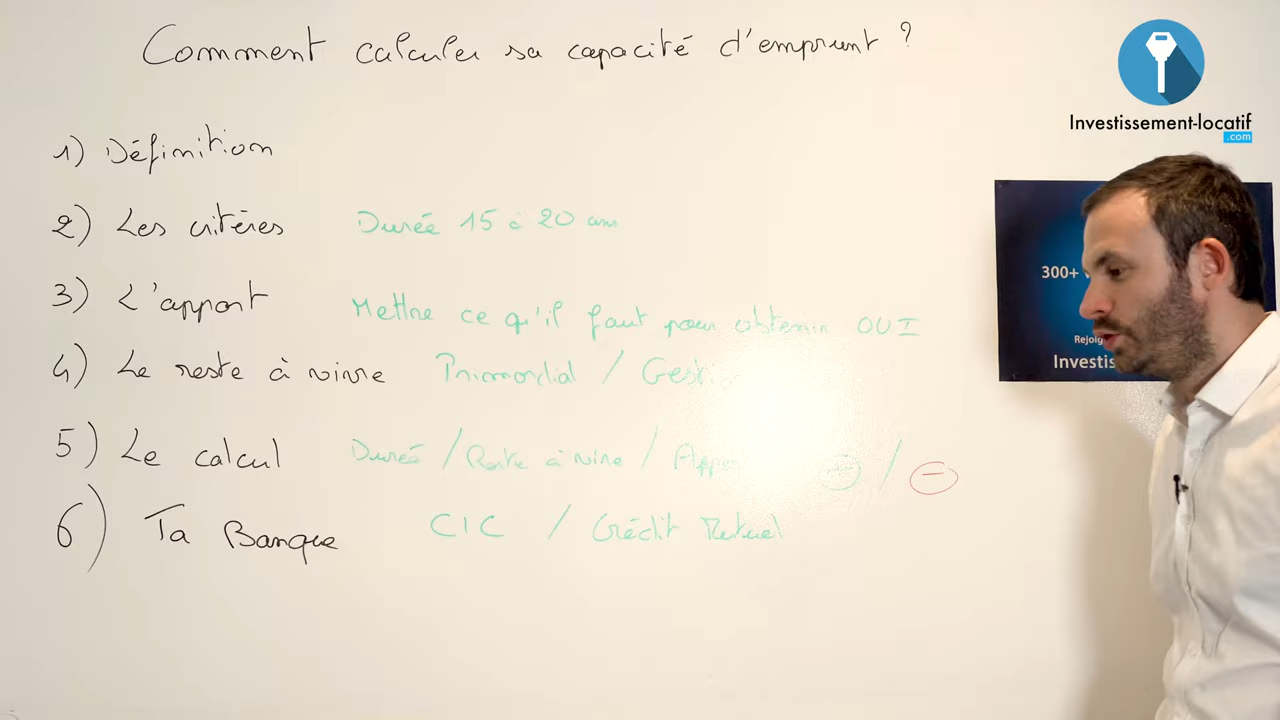 Comment calculer sa capacité d'emprunt ?
Investissement-locatif
.com
1) Définition
2) Les critères Durée 15 à 20 ans
3) L'apport Mettre ce qu'il faut pour obtenir OUI
4) Le reste à vivre Primordial / Gesti
5) Le calcul Durée / Reste à vivre / App / -
6) Ta Banque CIC / Crédit Mutuel
300+
Rejoig
Investis